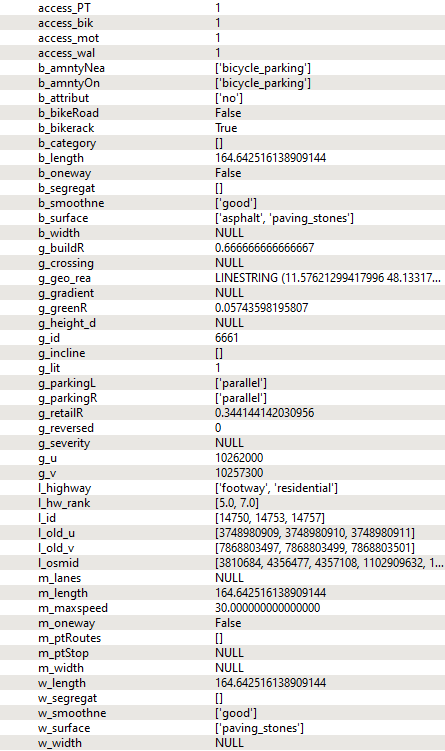 access_PT 1
access_bik 1
access_mot 1
access_wal 1
b_amntyNea ['bicycle_parking']
b_amntyOn ['bicycle_parking']
b_attribut ['no']
b_bikeRoad False
b_bikerack True
b_category []
b_length 164.642516138909144
b_oneway False
b_segregat []
b_smoothne ['good']
b_surface ['asphalt', 'paving_stones']
b_width NULL
g_buildR 0.666666666666667
g_crossing NULL
g_geo_rea LINESTRING (11.57621299417996 48.13317...
g_gradient NULL
g_greenR 0.05743598195807
g_height_d NULL
g_id 6661
g_incline []
g_lit 1
g_parkingL ['parallel']
g_parkingR ['parallel']
g_retailR 0.344144142030956
g_reversed 0
g_severity NULL
g_u 10262000
g_v 10257300
l_highway ['footway', 'residential']
l_hw_rank [5.0, 7.0]
l_id [14750, 14753, 14757]
l_old_u [3748980909, 3748980910, 3748980911]
l_old_v [7868803497, 7868803499, 7868803501]
l_osmid [3810684, 4356477, 4357108, 1102909632, 1...
m_lanes NULL
m_length 164.642516138909144
m_maxspeed 30.000000000000000
m_oneway False
m_ptRoutes []
m_ptStop NULL
m_width NULL
w_length 164.642516138909144
w_segregat []
w_smoothne ['good']
w_surface ['paving_stones']
w_width NULL